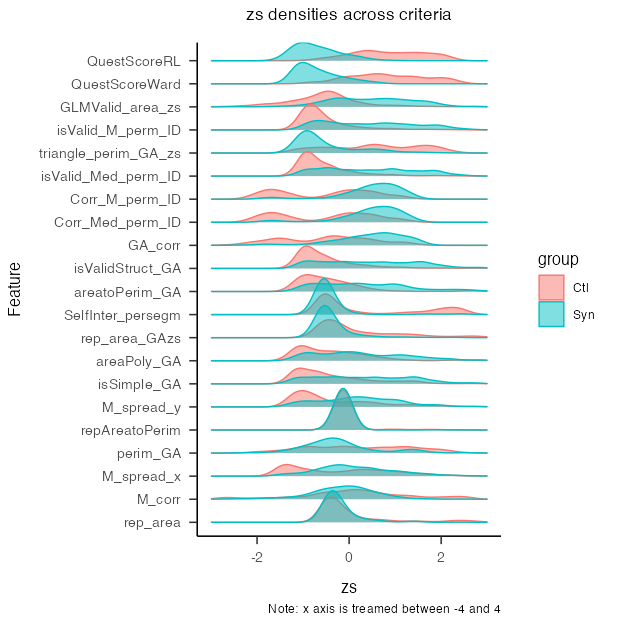 zs densities across criteria
QuestScoreRL
QuestScoreWard
GLMValid_area_zs
isValid_M_perm_ID
triangle_perim_GA_zs
isValid_Med_perm_ID
Corr_M_perm_ID
Corr_Med_perm_ID
GA_corr
isValidStruct_GA
areatoPerim_GA
SelfInter_persegm
rep_area_GAzs
areaPoly_GA
isSimple_GA
M_spread_y
repAreatoPerim
perim_GA
M_spread_x
M_corr
rep_area
Feature
-2 0 2
zs
Note: x axis is treamed between -4 and 4
group
Ctl
Syn